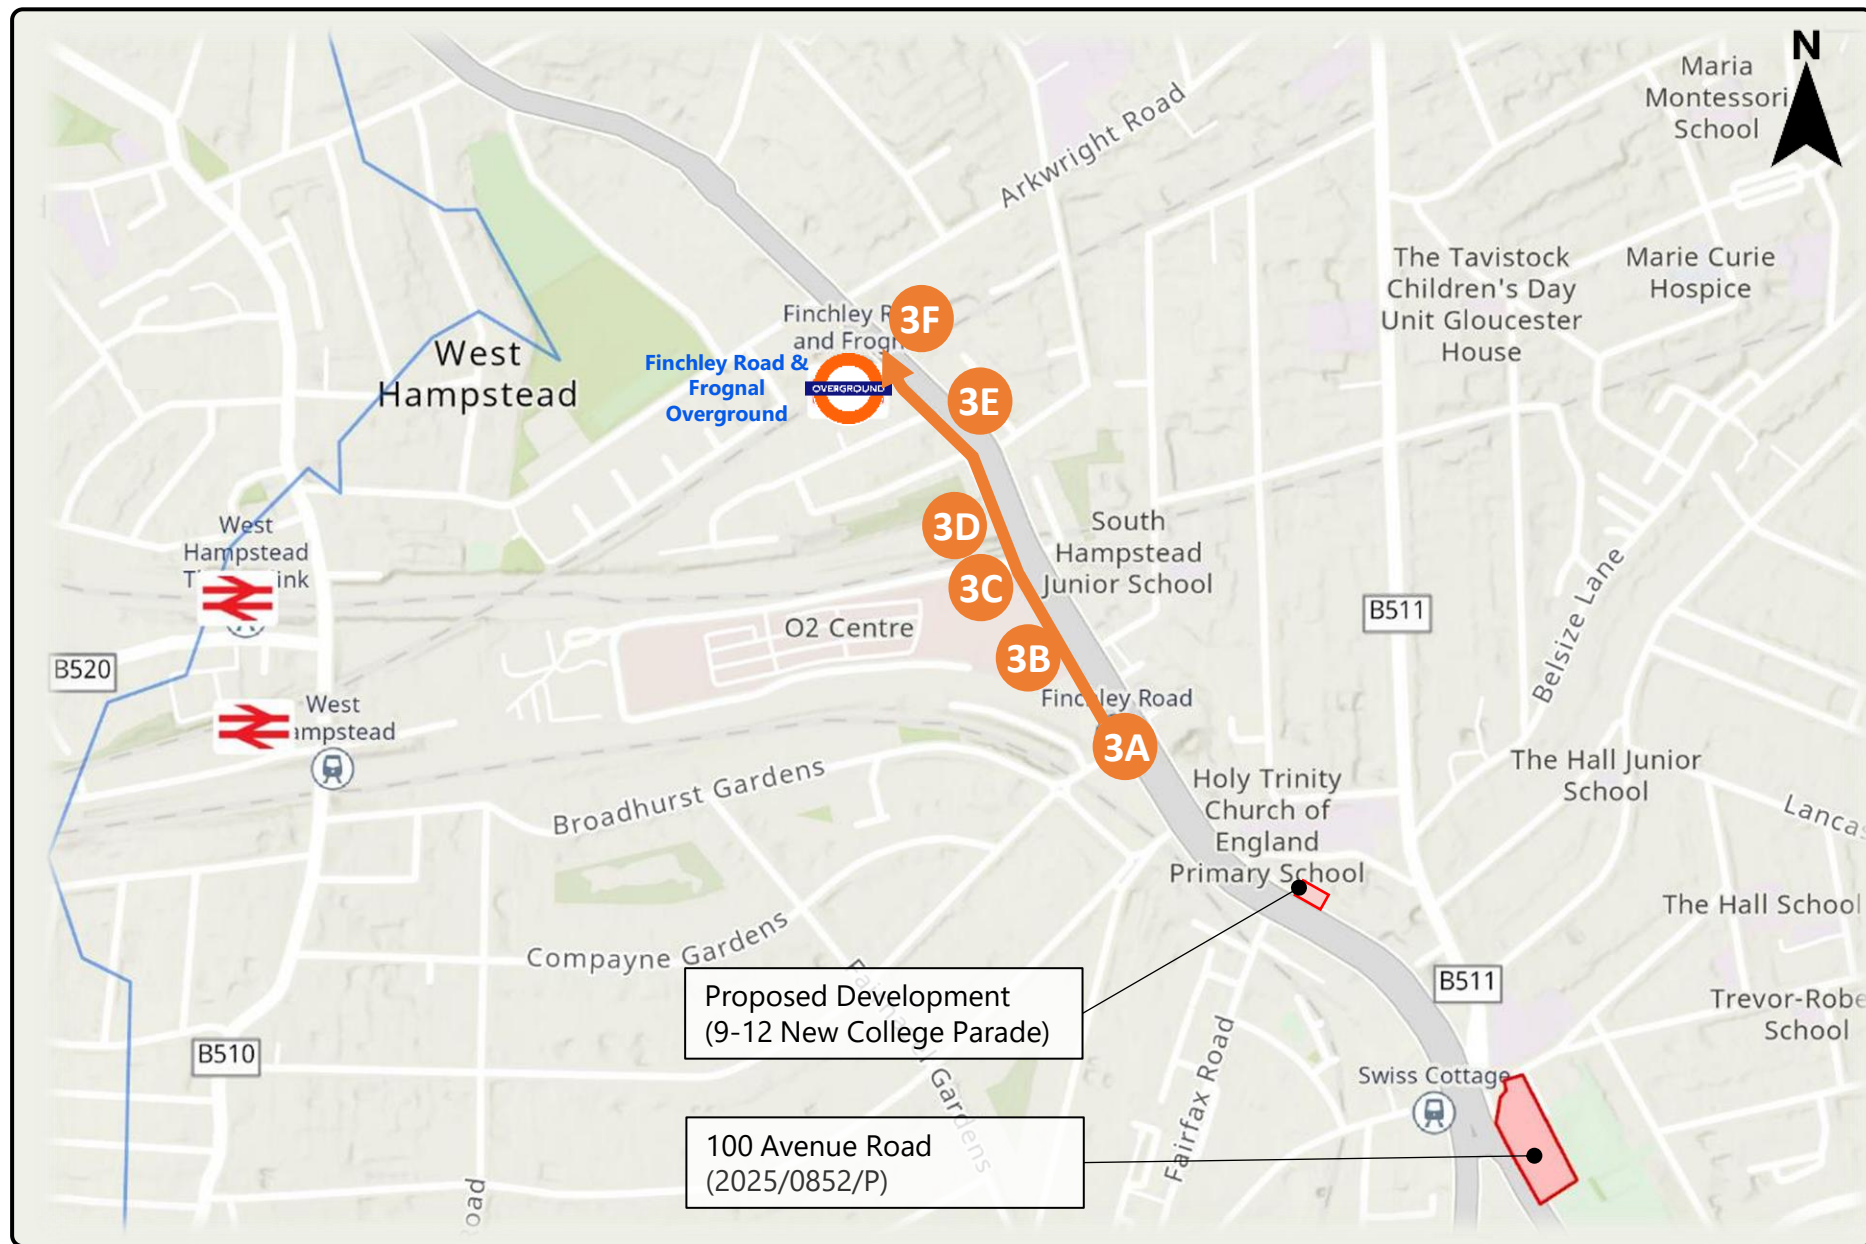 N
Maria
Montessori
School
Arkwright Road
The Tavistock
Children's Day
Unit Gloucester
House
Marie Curie
Hospice
Finchley
and
3F
West
Hampstead
Finchley Road &
Frognal
Overground
OVERGROUND
3E
3D
3C
3B
3A
South
Hampstead
Junior School
West
Hampstead
O2 Centre
B511
Belsize Lane
B520
West
Finchley Road
Broadhurst Gardens
Holy Trinity
Church of
England
Primary School
The Hall Junior
School
The Hall School
Compayne Gardens
Proposed Development
(9-12 New College Parade)
Gardens
B511
School
B510
Fairfax Road
Swiss Cottage
100 Avenue Road
(2025/0852/P)